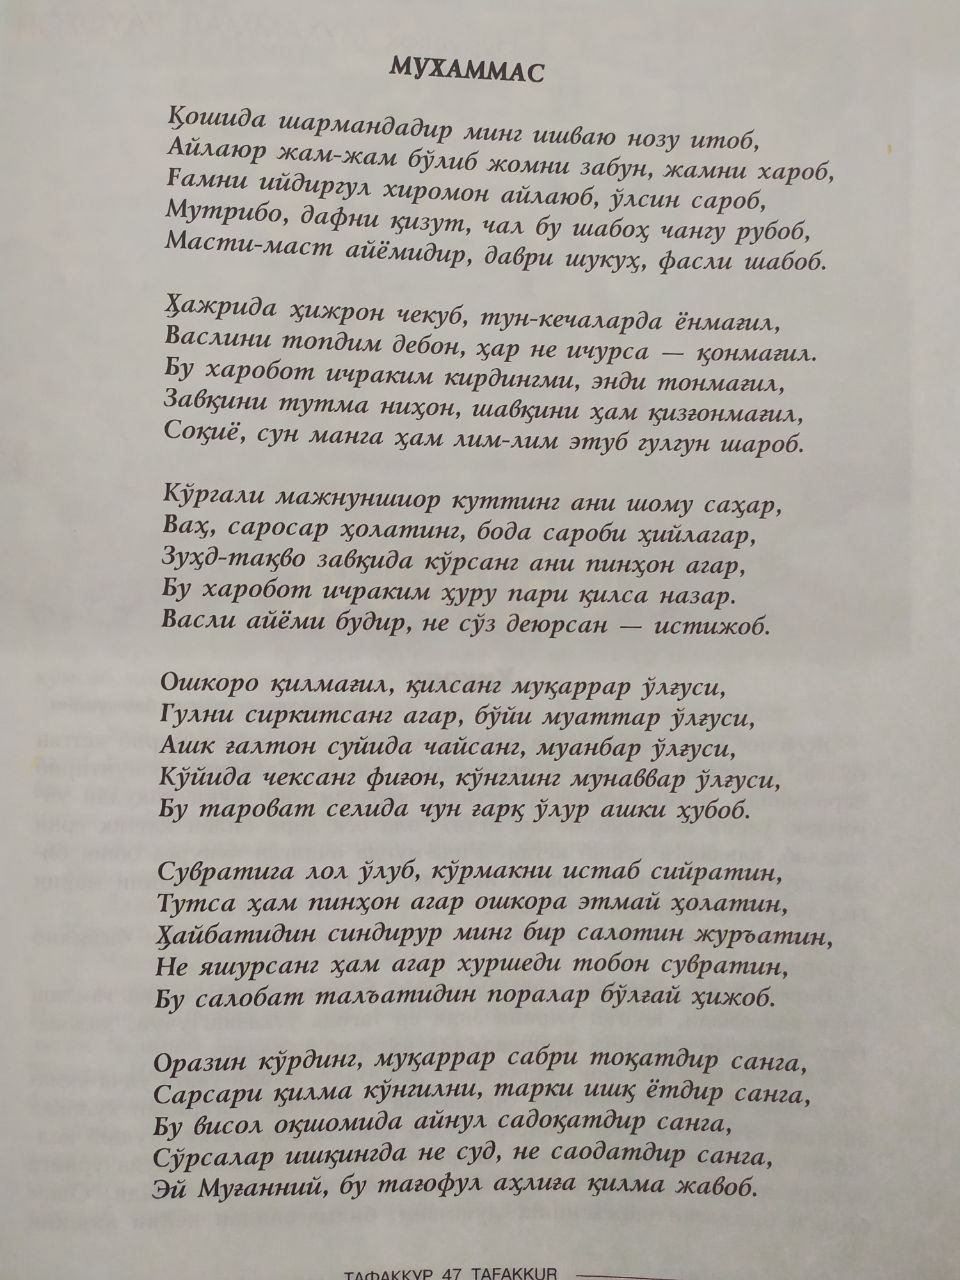 МУХАММАС
Қошида шармандадир минг ишваю нозу итоб,
Айлаюр жам-жам бўлиб жомни забун, жамни хароб,
Ғамни ийдиргул хиромон айлаюб, ўлсин сароб,
Мутрибо, дафни қизут, чал бу шабоҳ чангу рубоб,
Масти-маст айёмидир, даври шукуҳ, фасли шабоб.
Ҳажрида ҳижрон чекуб, тун-кечаларда ёнмағил,
Васлини топдим дебон, ҳар не ичурса — қонмағил.
Бу харобот ичраким кирдингми, энди тонмағил,
Завқини тутма ниҳон, шавқини ҳам қизғонмағил,
Соқиё, сун манга ҳам лим-лим этуб гулгун шароб.
Кўргали мажнуншиор куттинг ани шому саҳар,
Ваҳ, саросар ҳолатинг, бода сароби ҳийлагар,
Зуҳд-тақво завқида кўрсанг ани пинҳон агар,
Бу харобот ичраким ҳуру пари қилса назар.
Васли айёми будир, не сўз деюрсан — истижоб.
Ошкоро қилмағил, қилсанг муқаррар ўлғуси,
Гулни сиркитсанг агар, бўйи муаттар ўлғуси,
Ашк ғалтон суйида чайсанг, муанбар ўлғуси,
Кўйида чексанг фиғон, кўнглинг мунаввар ўлғуси,
Бу тароват селида чун ғарқ ўлур ашки ҳубоб.
Сувратига лол ўлуб, кўрмакни истаб сийратин,
Тутса ҳам пинҳон агар ошкора этмай ҳолатин,
Ҳайбатидин синдирур минг бир салотин журъатин,
Не яшурсанг ҳам агар хуршеди тобон сувратин,
Бу салобат талъатидин поралар бўлғай ҳижоб.
Оразин кўрдинг, муқаррар сабри тоқатдир санга,
Сарсари қилма кўнгилни, тарки ишқ ётдир санга,
Бу висол оқшомида айнул садоқатдир санга,
Сўрсалар ишқингда не суд, не саодатдир санга,
Эй Муғанний, бу тағофул аҳлиға қилма жавоб.
ТАФАККУР 47 TAFAKKUR